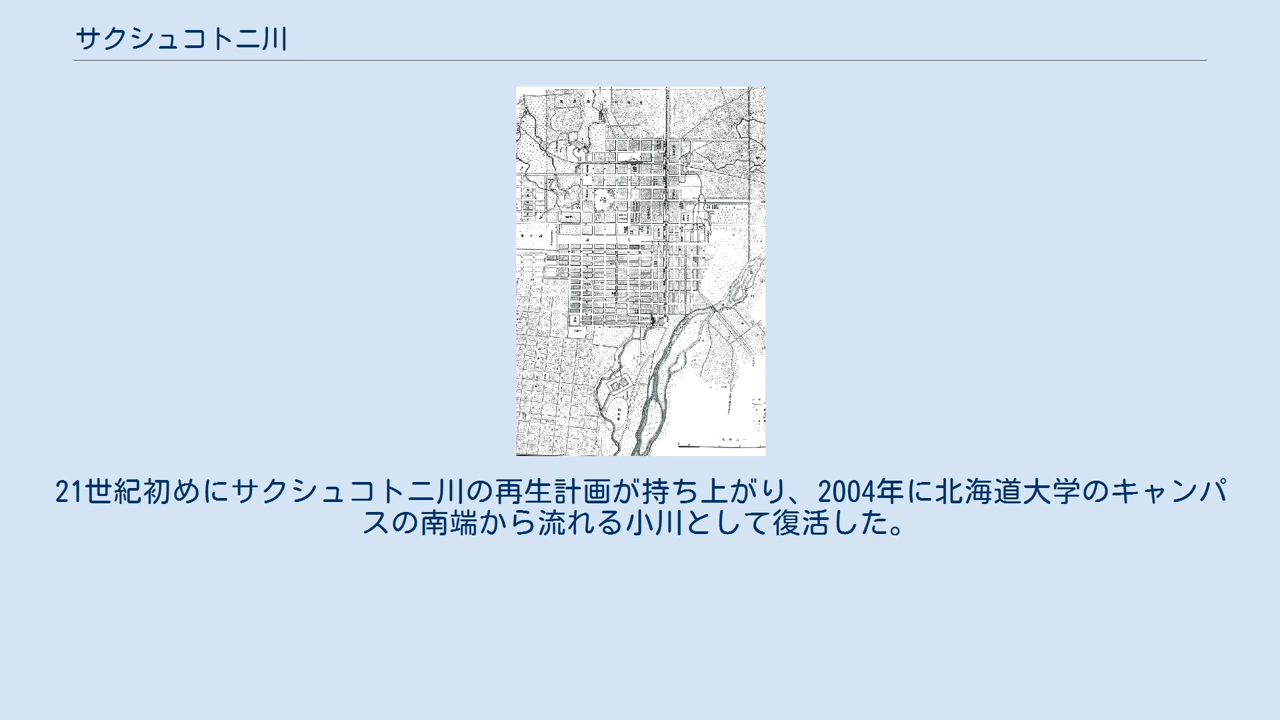 サクシュコトニ川
21世紀初めにサクシュコトニ川の再生計画が持ち上がり、2004年に北海道大学のキャンパ
スの南端から流れる小川として復活した。